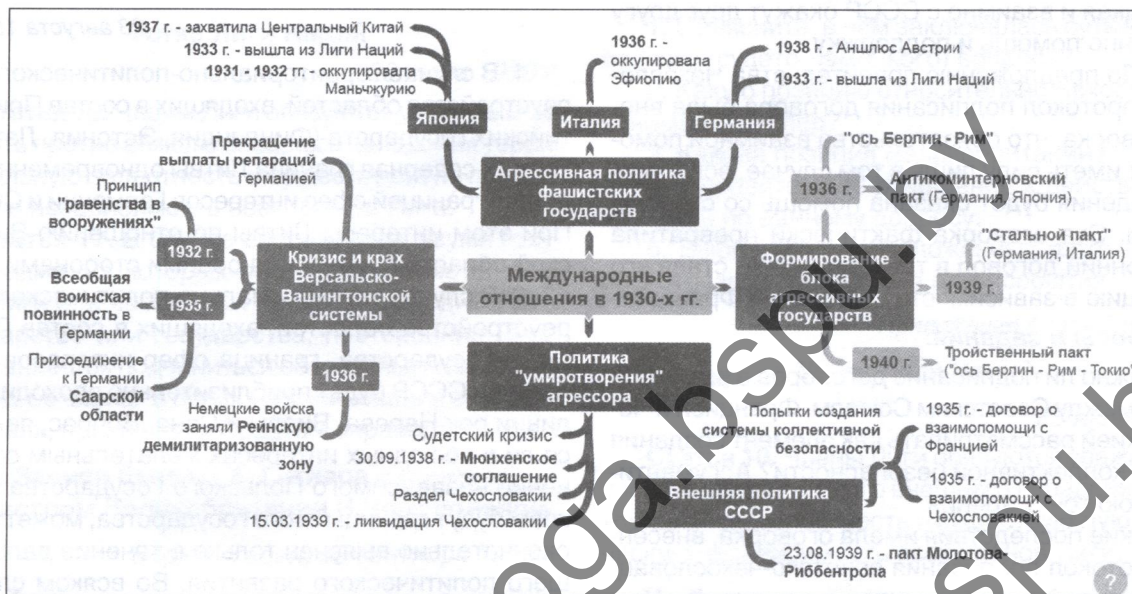 1937 г. - захватила Центральный Китай
1933 г. - вышла из Лиги Наций
1931 - 1932 гг. - оккупировала
Маньчжурию
Япония
1936 г. -
оккупировала
Эфиопию
Италия
1938 г. - Аншлюс Австрии
1933 г. - вышла из Лиги Наций
Германия
Агрессивная политика
фашистских
государств
Прекращение
выплаты репараций
Германией
Принцип
"равенства в
вооружениях"
1932 г.
Всеобщая
воинская
повинность в
Германии
1935 г.
Присоединение
к Германии
Саарской
области
Кризис и крах
Версальско-
Вашингтонской
системы
1936 г.
Немецкие войска
заняли Рейнскую
демилитаризованную
зону
Международные
отношения в 1930-х гг.
Формирование
блока
агрессивных
государств
"ось Берлин - Рим"
1936 г.
Антикоминтерновский
пакт (Германия, Япония)
"Стальной пакт"
(Германия, Италия)
1939 г.
1940 г.
Тройственный пакт
("ось Берлин - Рим - Токио")
Политика
"умиротворения"
агрессора
Судетский кризис
30.09.1938 г. - Мюнхенское
соглашение
Раздел Чехословакии
15.03.1939 г. - ликвидация Чехословакии
Попытки создания
системы коллективной
безопасности
1935 г. - договор о
взаимопомощи с
Францией
1935 г. - договор о
взаимопомощи с
Чехословакией
Внешняя политика
СССР
23.08.1939 г. - пакт Молотова-
Риббентропа
?
bspu.by
oga.bspu.by